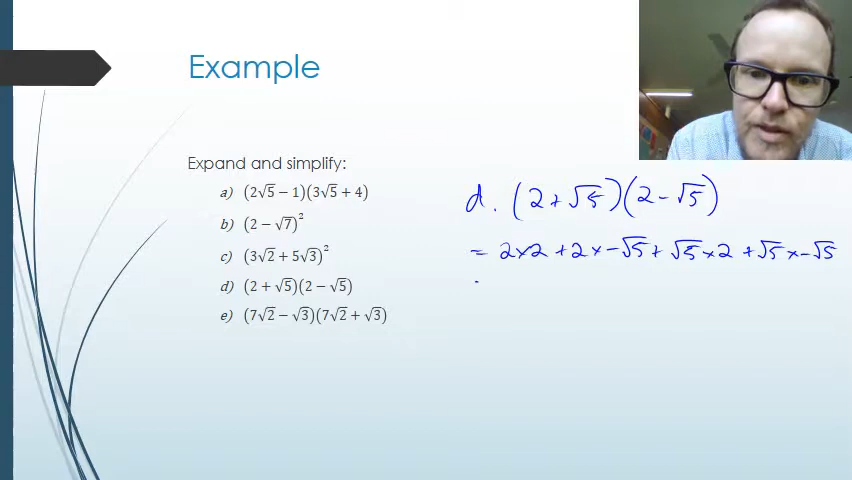 Example
Expand and simplify:
a) (2√5 − 1)(3√5 + 4)
b) (2 − √7)²
c) (3√2 + 5√3)²
d) (2 + √5)(2 − √5)
e) (7√2 − √3)(7√2 + √3)
d. (2 + √5)(2 − √5)
= 2×2 + 2×−√5 + √5×2 + √5×−√5